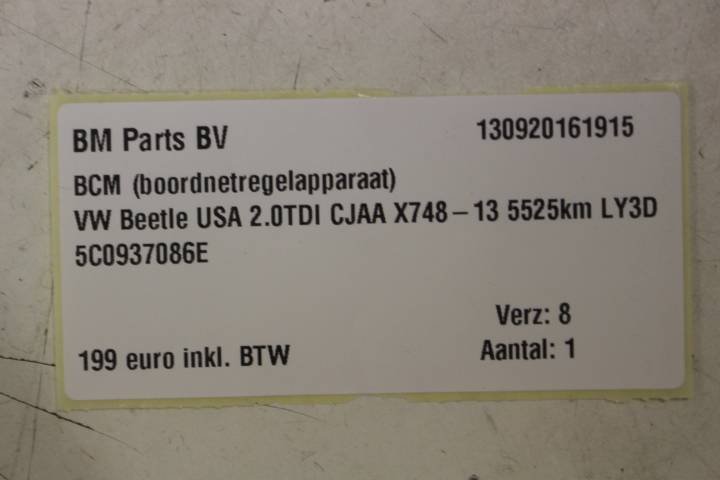 BM Parts BV 130920161915
BCM (boordnetregelapparaat)
VW Beetle USA 2.0TDI CJAA X748 – 13 5525km LY3D
5C0937086E
Verz: 8
199 euro inkl. BTW Aantal: 1